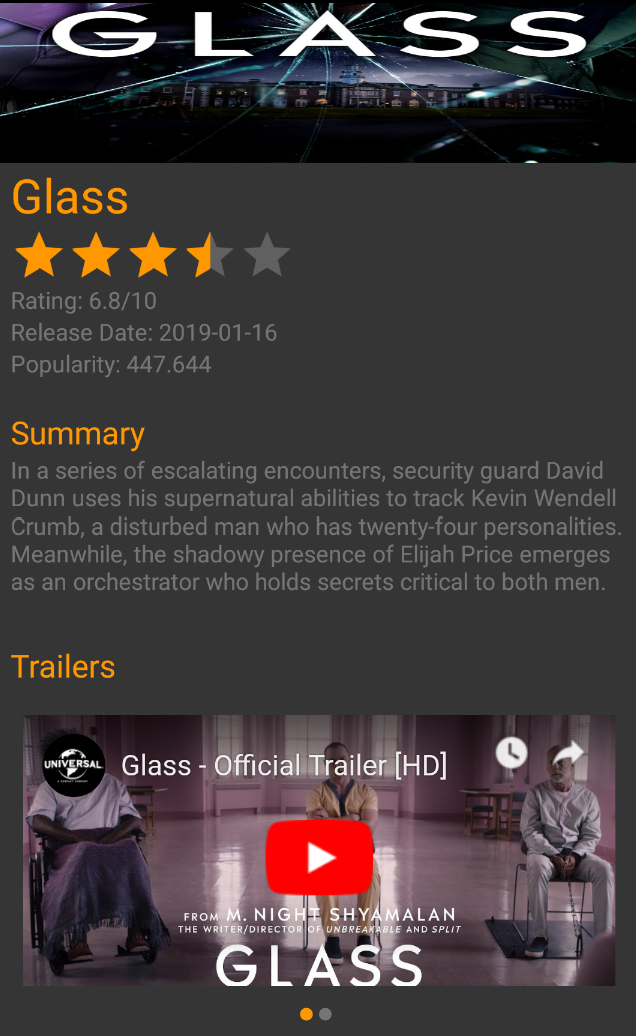 GLASS
Glass
Rating: 6.8/10
Release Date: 2019-01-16
Popularity: 447.644
Summary
In a series of escalating encounters, security guard David
Dunn uses his supernatural abilities to track Kevin Wendell
Crumb, a disturbed man who has twenty-four personalities.
Meanwhile, the shadowy presence of Elijah Price emerges
as an orchestrator who holds secrets critical to both men.
Trailers
UNIVERSAL
Glass - Official Trailer [HD]
FROM M. NIGHT SHYAMALAN
THE WRITER/DIRECTOR OF UNBREAKABLE AND SPLIT
GLASS